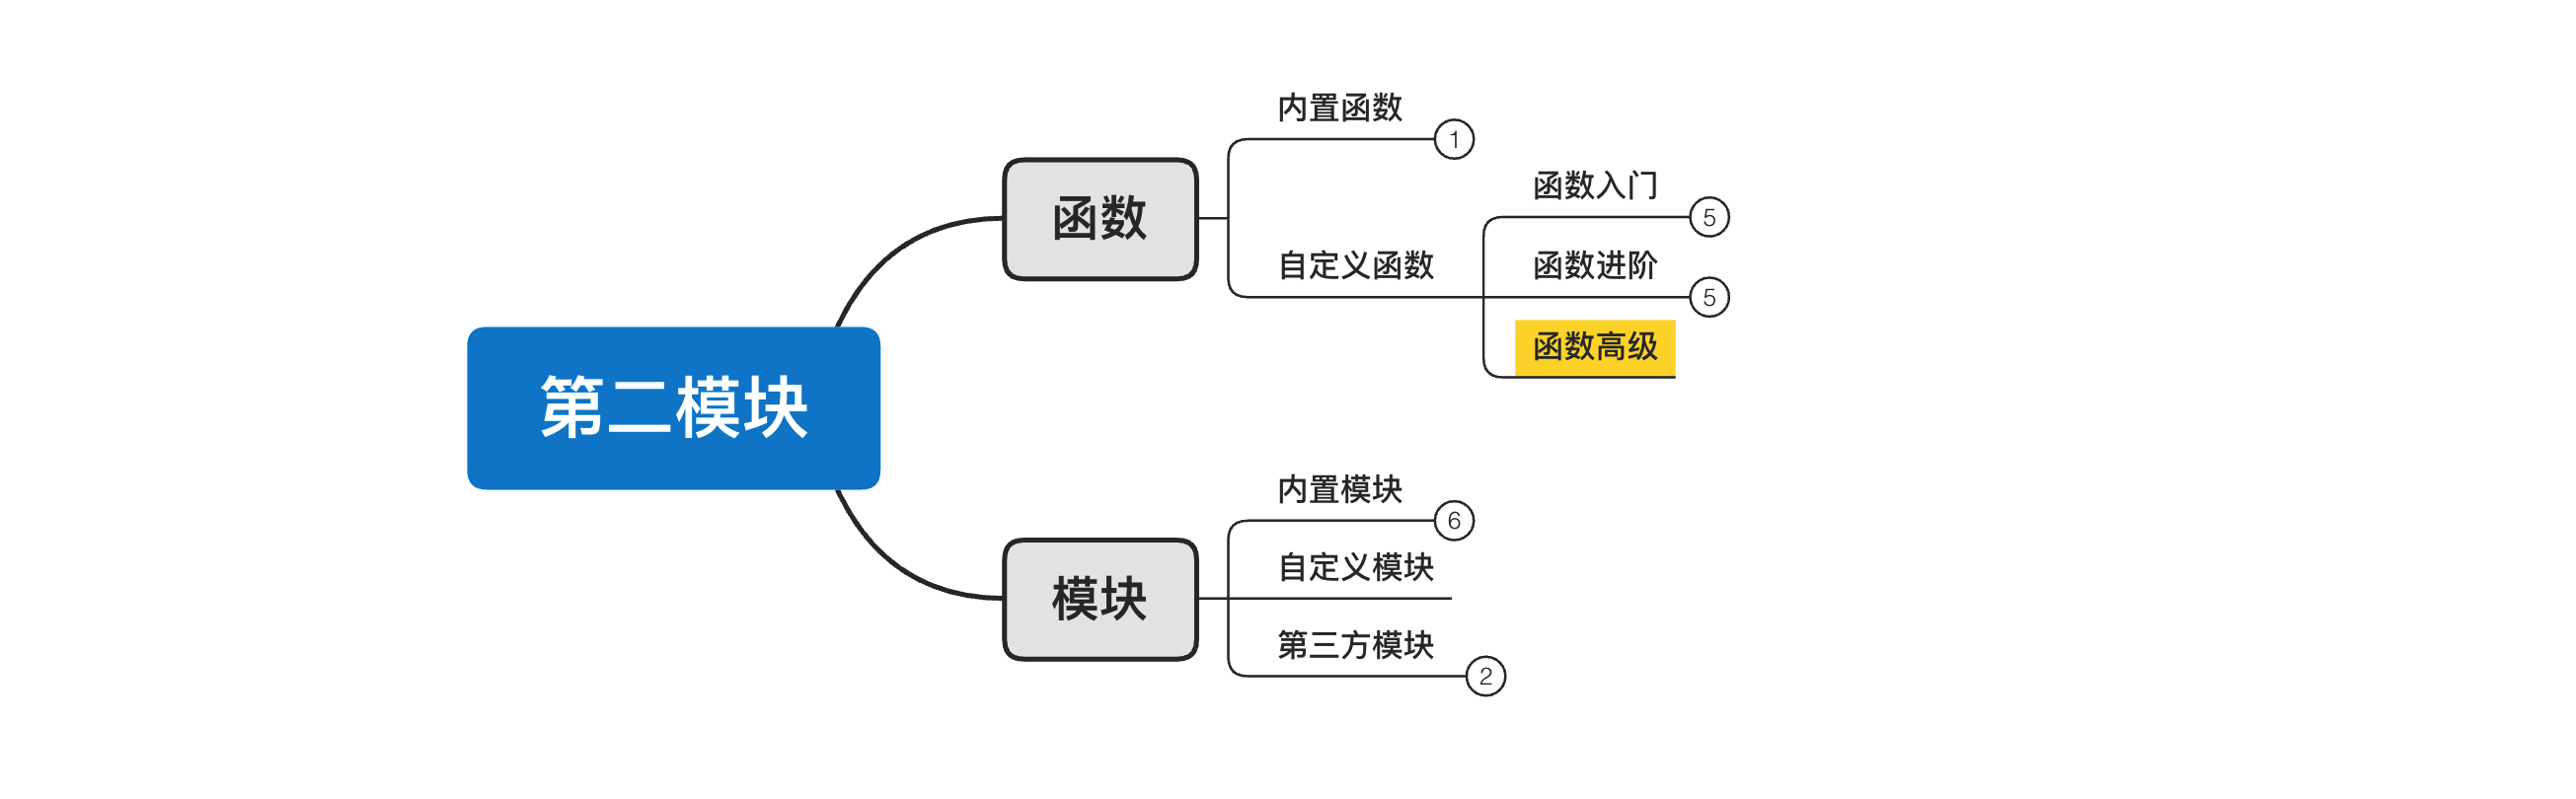 第二模块
函数
内置函数
1
自定义函数
函数入门
5
函数进阶
5
函数高级
模块
内置模块
6
自定义模块
第三方模块
2